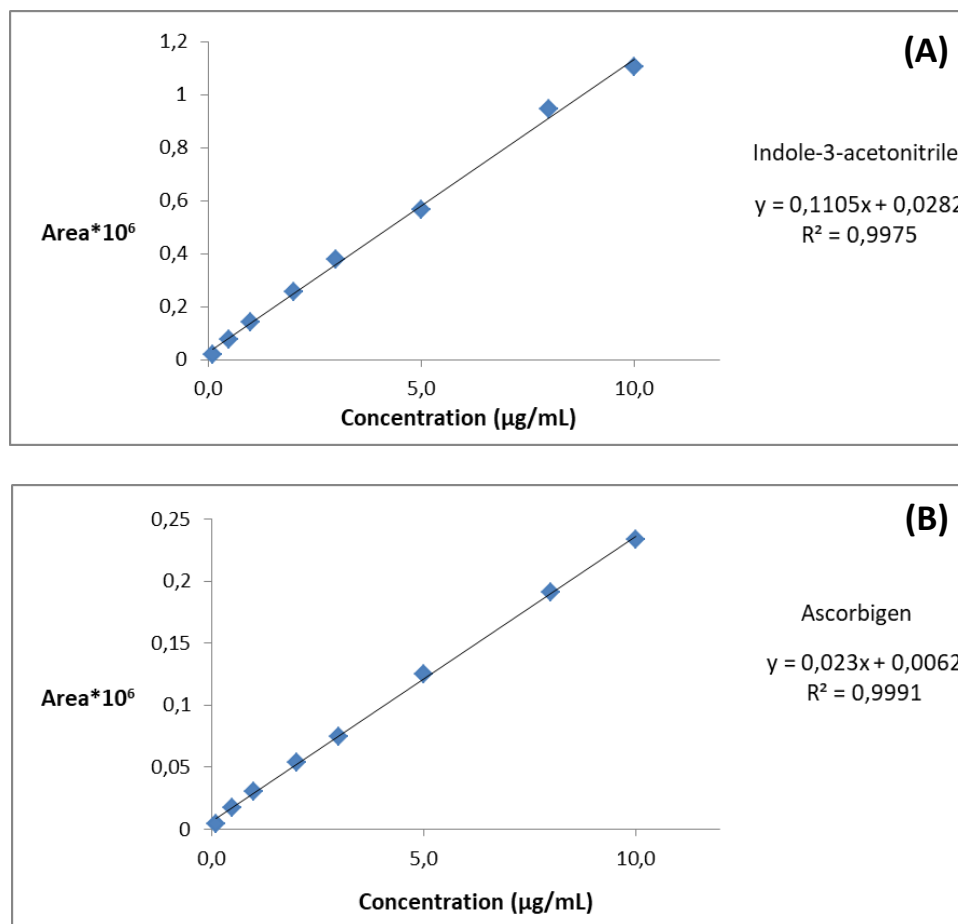 (A)
1,2
1
0,8
0,6
0,4
0,2
0
Area*10⁶
0,0
5,0
10,0
Concentration (µg/mL)
Indole-3-acetonitrile
y = 0,1105x + 0,0282
R² = 0,9975
(B)
0,25
0,2
0,15
0,1
0,05
0
Area*10⁶
0,0
5,0
10,0
Concentration (µg/mL)
Ascorbigen
y = 0,023x + 0,0062
R² = 0,9991